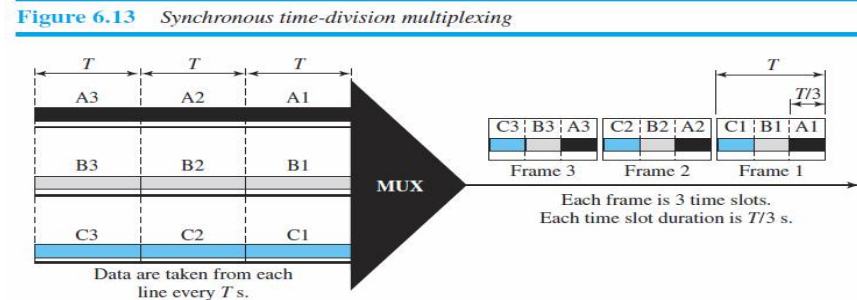 Figure 6.13 Synchronous time-division multiplexing
T T T
A3 A2 A1
B3 B2 B1
C3 C2 C1
Data are taken from each
line every T s.
MUX
T
T/3
C3 B3 A3 C2 B2 A2 C1 B1 A1
Frame 3 Frame 2 Frame 1
Each frame is 3 time slots.
Each time slot duration is T/3 s.